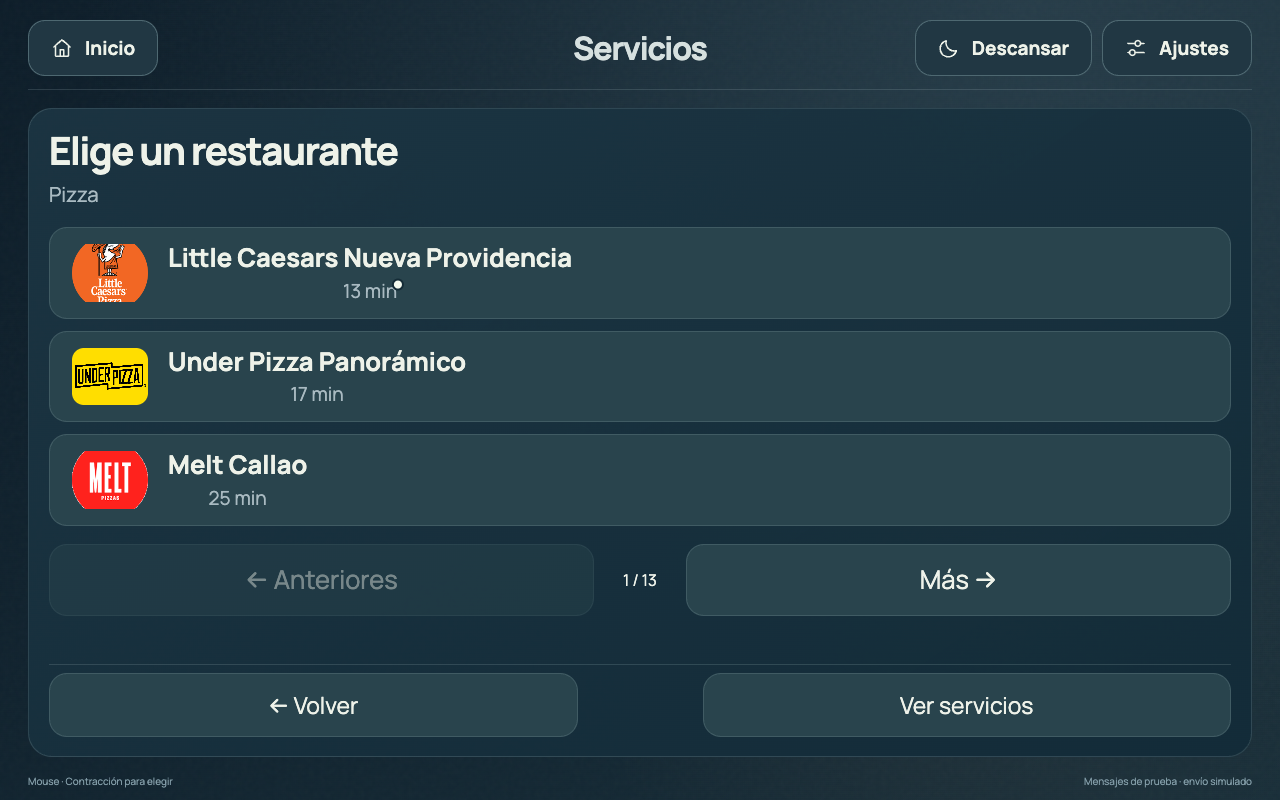 Inicio
Servicios
Descansar
Ajustes
Elige un restaurante
Pizza
Little Caesars Pizza
Little Caesars Nueva Providencia
13 min
UNDER PIZZA
Under Pizza Panorámico
17 min
MELT
PIZZAS
Melt Callao
25 min
← Anteriores
1 / 13
Más →
← Volver
Ver servicios
Mouse · Contracción para elegir
Mensajes de prueba · envío simulado